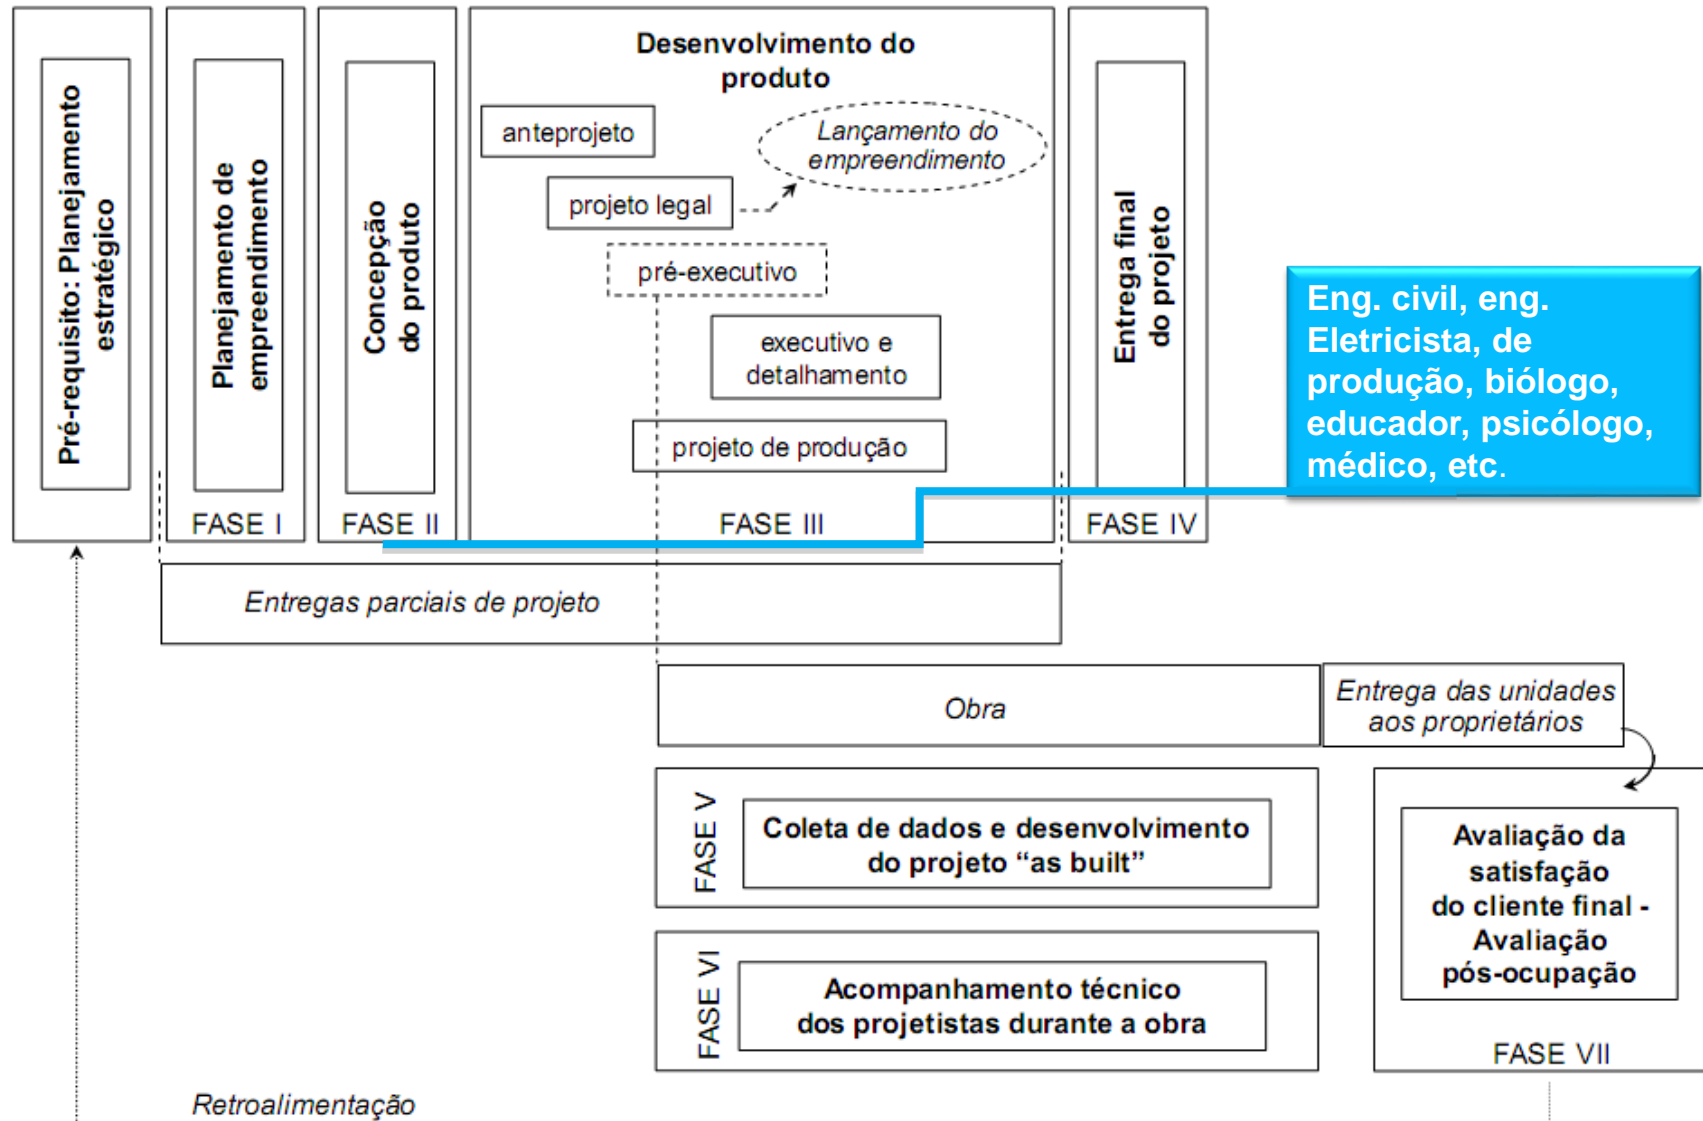 Pré-requisito: Planejamento
estratégico
Planejamento de
empreendimento
FASE I
Concepção
do produto
FASE II
Desenvolvimento do
produto
anteprojeto
Lançamento do
empreendimento
projeto legal
pré-executivo
executivo e
detalhamento
projeto de produção
FASE III
Entrega final
do projeto
FASE IV
Eng. civil, eng.
Eletricista, de
produção, biólogo,
educador, psicólogo,
médico, etc.
Entregas parciais de projeto
Obra
Entrega das unidades
aos proprietários
FASE V
Coleta de dados e desenvolvimento
do projeto “as built”
FASE VI
Acompanhamento técnico
dos projetistas durante a obra
Avaliação da
satisfação
do cliente final -
Avaliação
pós-ocupação
FASE VII
Retroalimentação